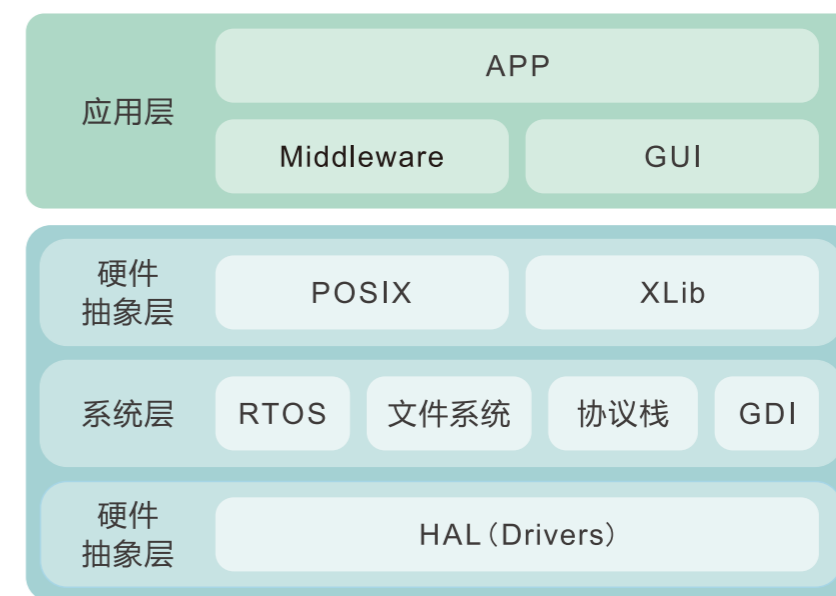 应用层
APP
Middleware
GUI
硬件
抽象层
POSIX
XLib
系统层
RTOS
文件系统
协议栈
GDI
硬件
抽象层
HAL（Drivers）